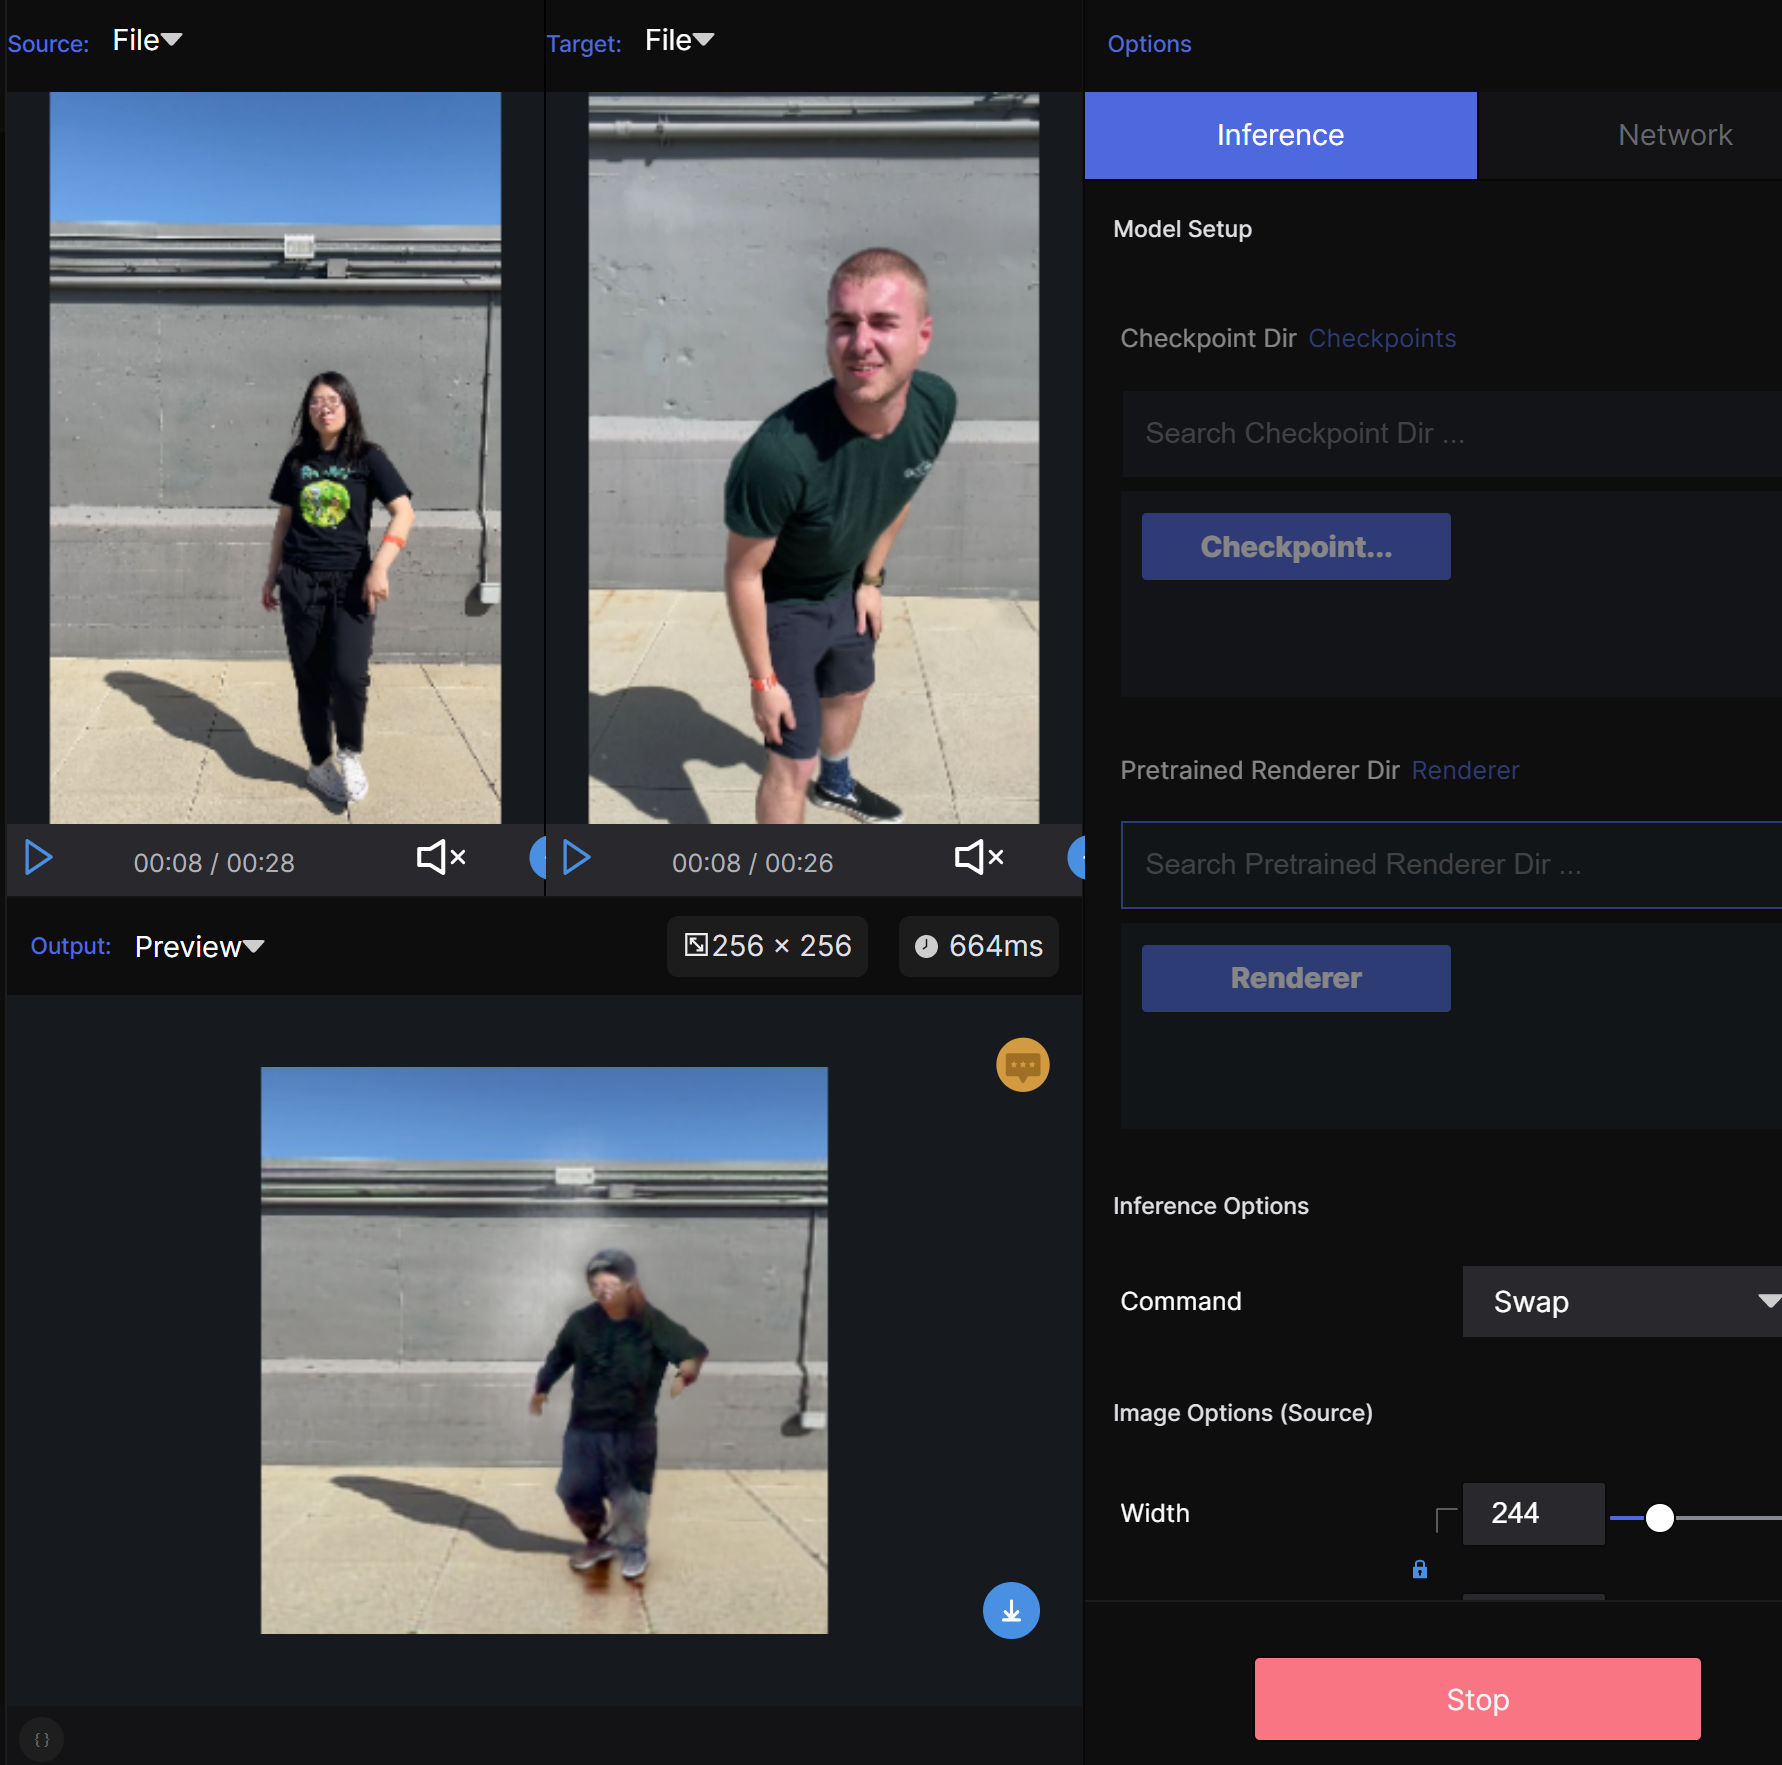 Source: File
Target: File
Options
Inference
Network
Model Setup
Checkpoint Dir Checkpoints
Search Checkpoint Dir ...
Checkpoint...
Pretrained Renderer Dir Renderer
Search Pretrained Renderer Dir ...
Renderer
Inference Options
Command Swap
Image Options (Source)
Width 244
Stop
00:08 / 00:28
00:08 / 00:26
Output: Preview
256 × 256
664ms
{}